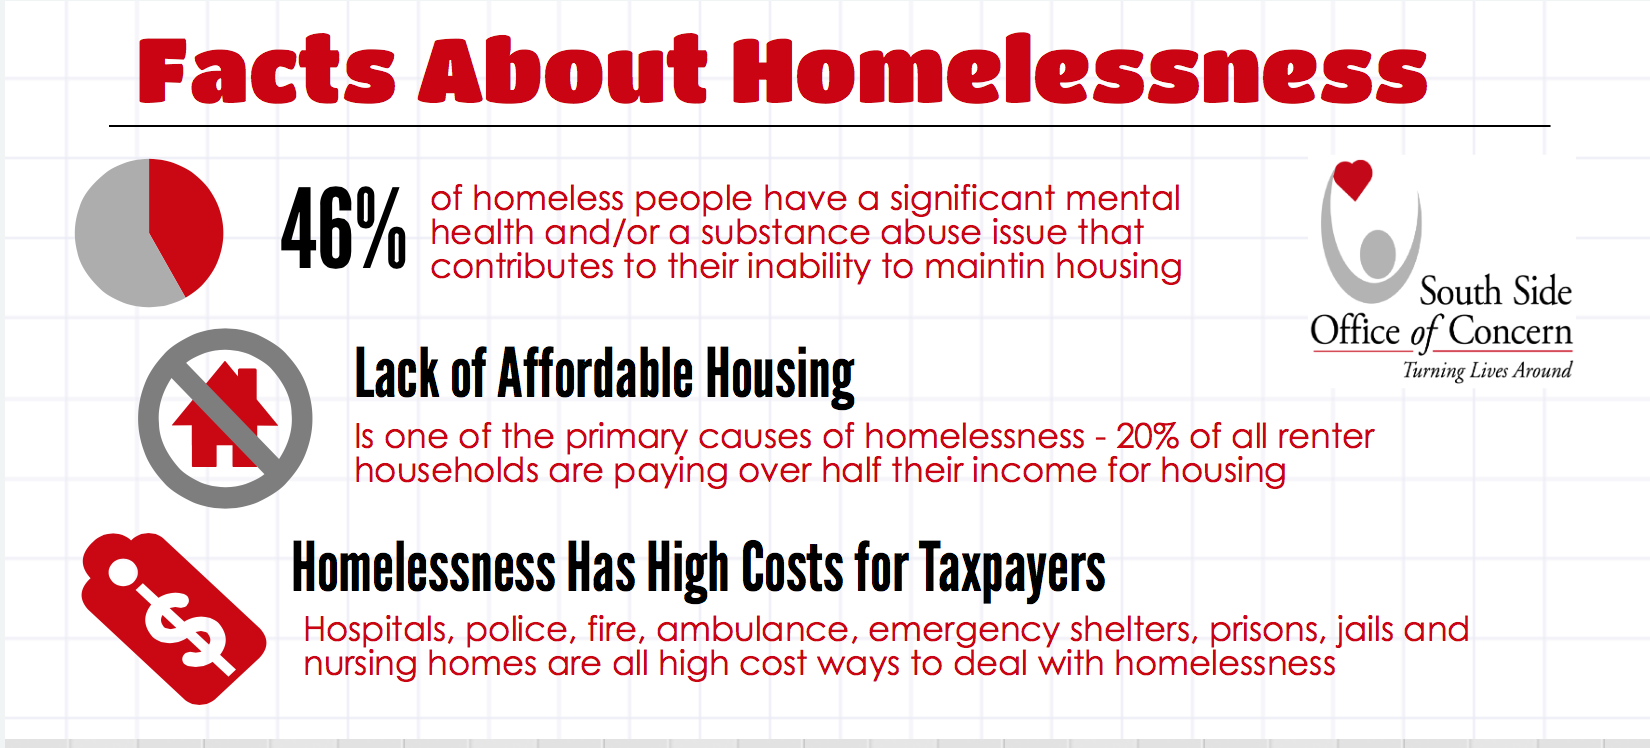 Facts About Homelessness
46%
of homeless people have a significant mental
health and/or a substance abuse issue that
contributes to their inability to maintin housing
South Side
Office of Concern
Turning Lives Around
Lack of Affordable Housing
Is one of the primary causes of homelessness - 20% of all renter
households are paying over half their income for housing
$
Homelessness Has High Costs for Taxpayers
Hospitals, police, fire, ambulance, emergency shelters, prisons, jails and
nursing homes are all high cost ways to deal with homelessness